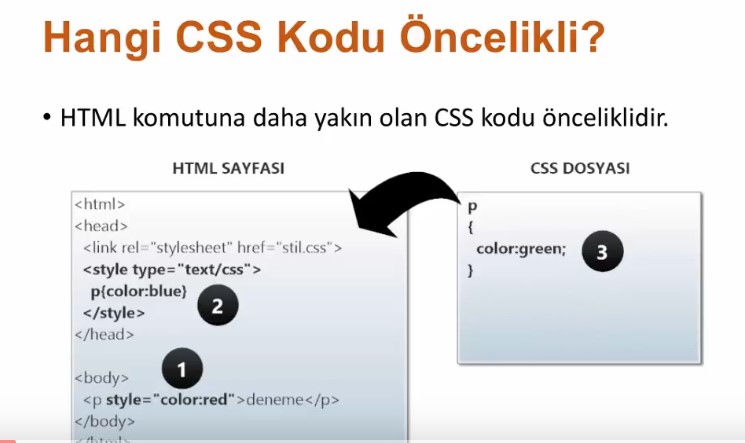 Hangi CSS Kodu Öncelikli?
• HTML komutuna daha yakın olan CSS kodu önceliklidir.
HTML SAYFASI
<html>
<head>
<link rel="stylesheet" href="stil.css">
<style type="text/css">
p{color:blue}
</style>
2
</head>
1
<body>
<p style="color:red">deneme</p>
</body>
</html>
CSS DOSYASI
p
{
color:green;
3
}